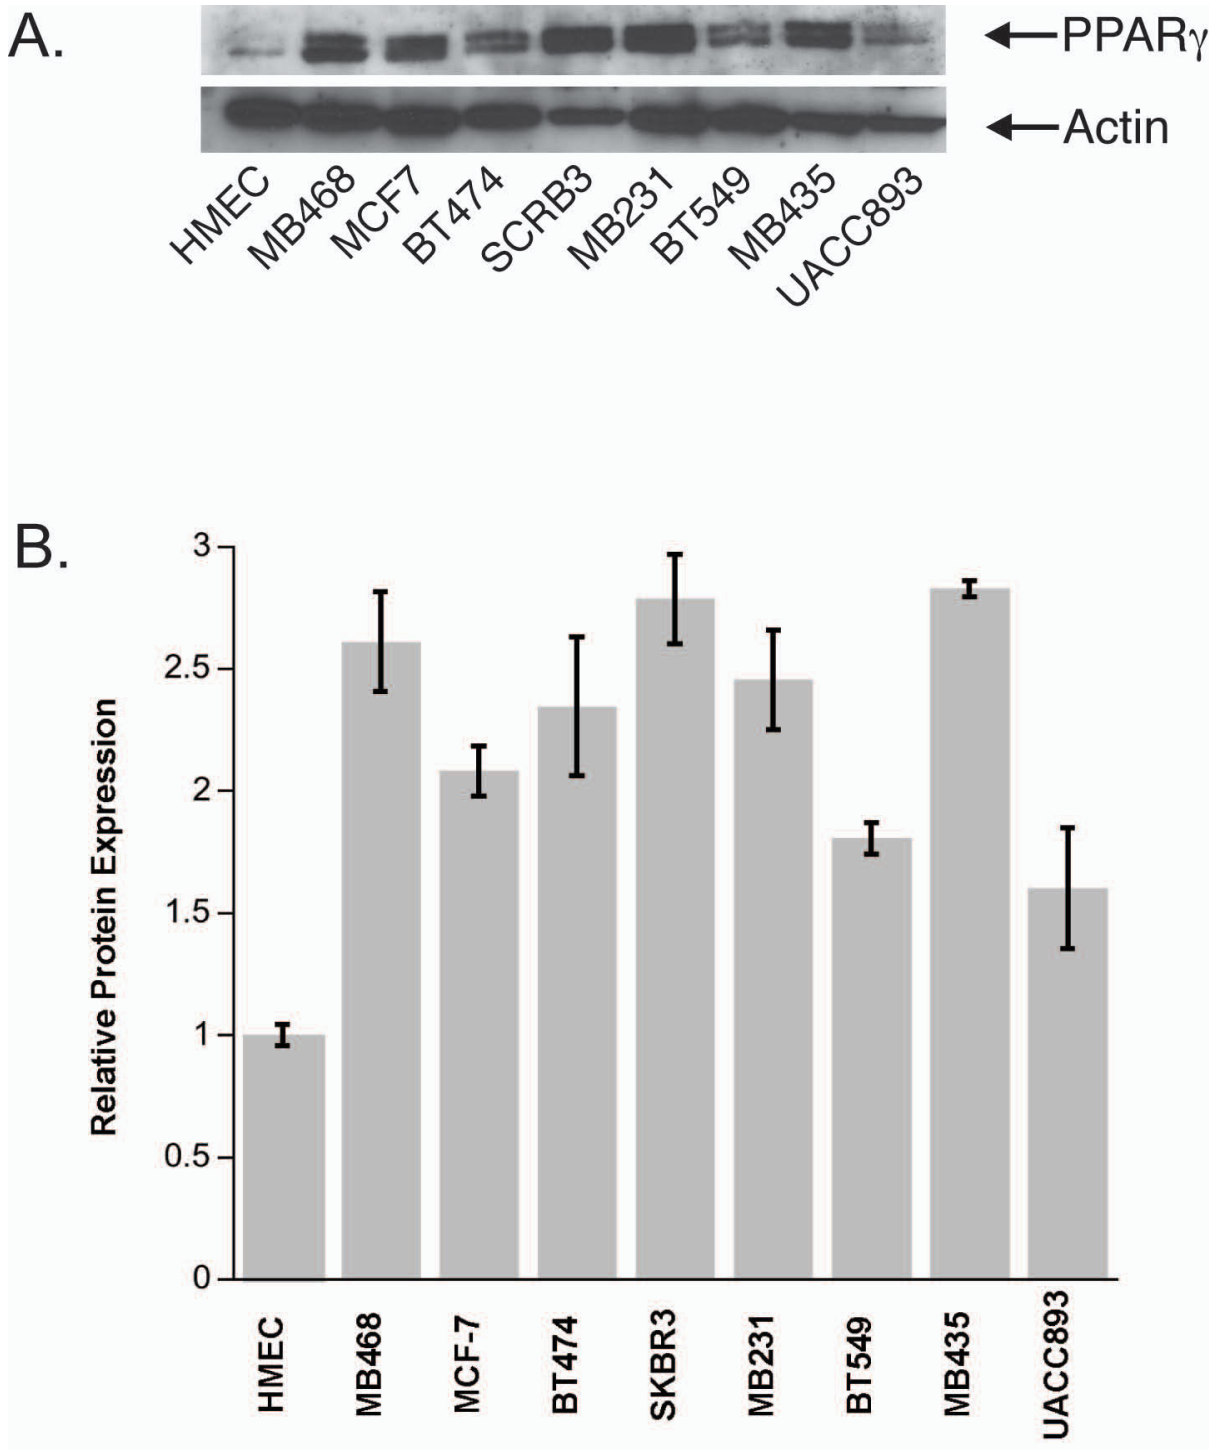 A.
PPARγ
Actin
HMEC
MB468
MCF7
BT474
SCRB3
MB231
BT549
MB435
UACC893
B.
Relative Protein Expression
3
2.5
2
1.5
1
0.5
0
HMEC
MB468
MCF-7
BT474
SKBR3
MB231
BT549
MB435
UACC893